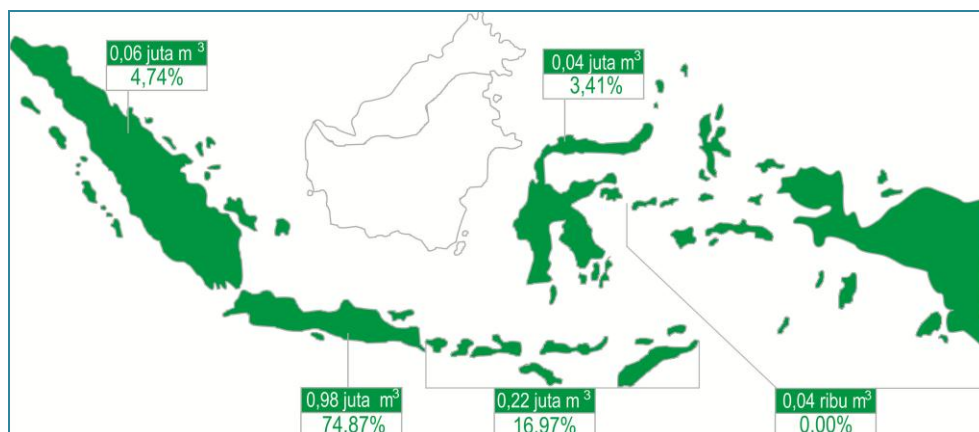 0,06 juta m³
4,74%
0,04 juta m³
3,41%
0,98 juta m³
74,87%
0,22 juta m³
16,97%
0,04 ribu m³
0,00%